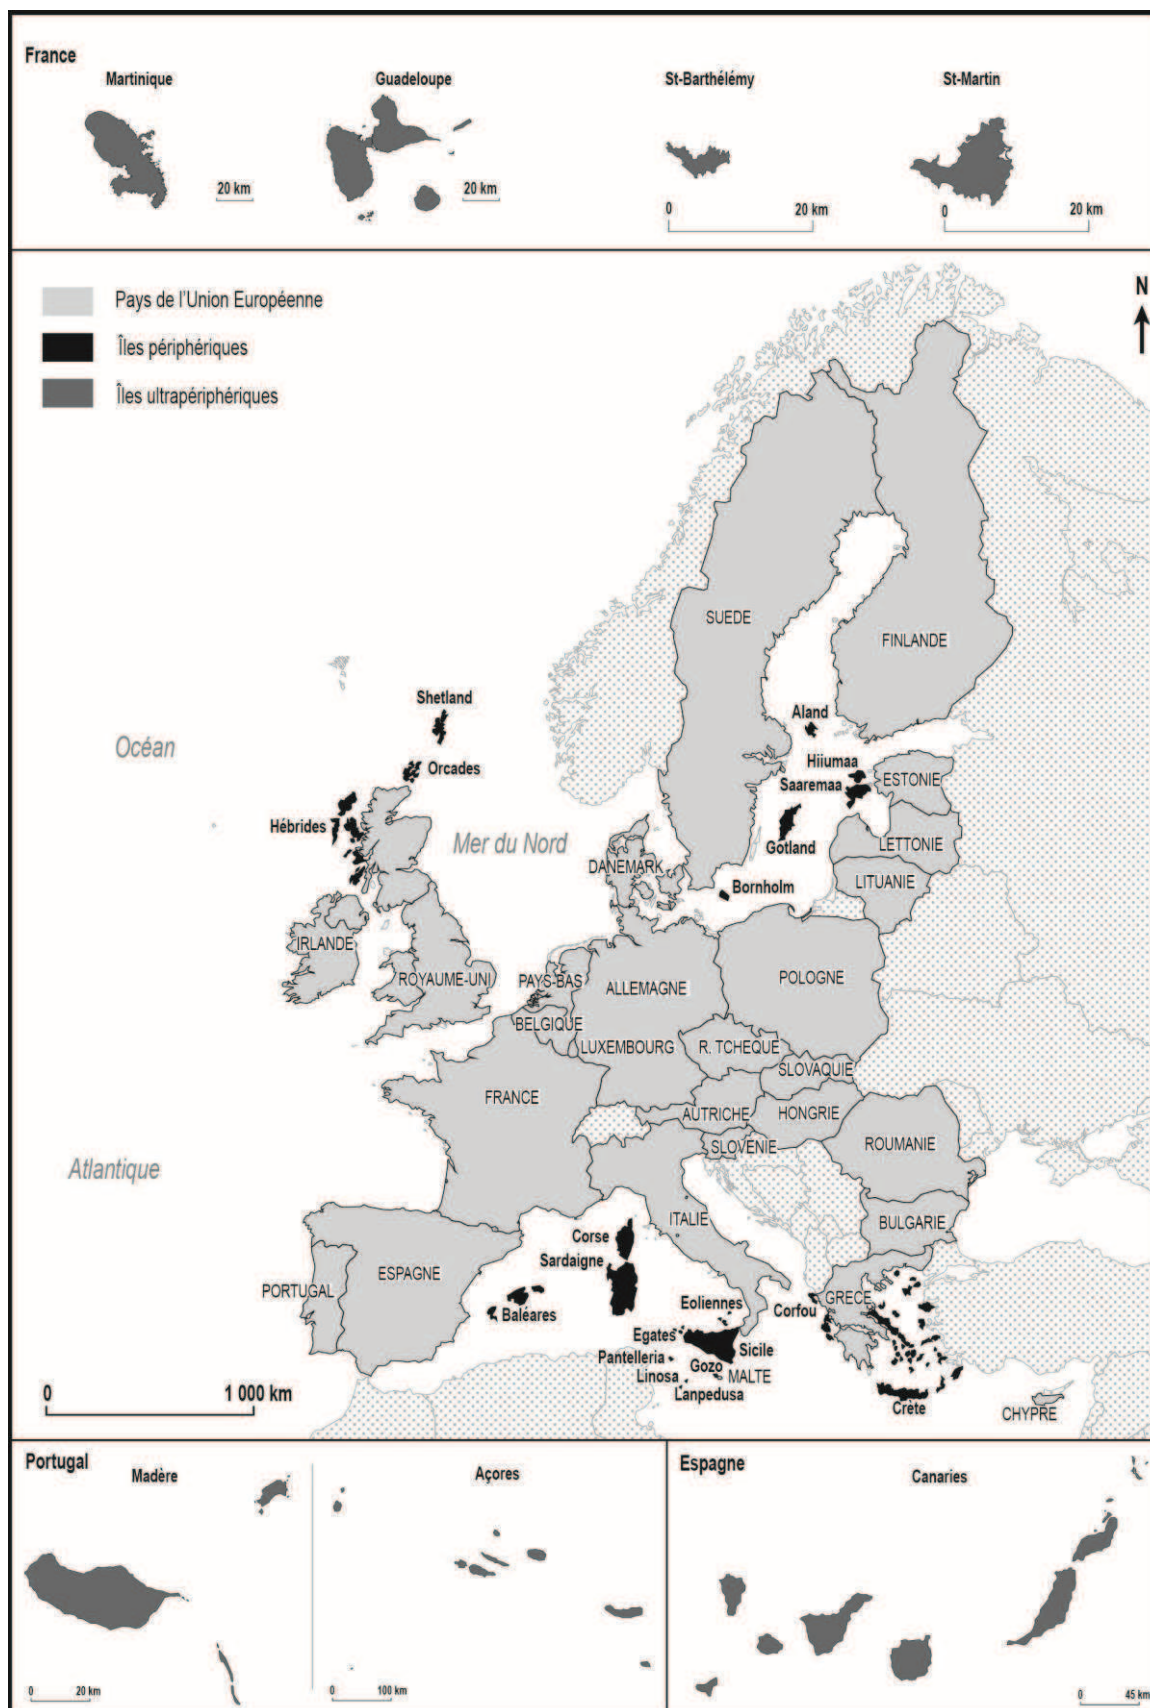 France
Martinique
Guadeloupe
St-Barthélémy
St-Martin
20 km
20 km
0 20 km
0 20 km
Pays de l'Union Européenne
Îles périphériques
Îles ultrapériphériques
N
SUEDE
FINLANDE
Shetland
Aland
Océan
Orcades
Hiiumaa
Saaremaa
ESTONIE
Hébrides
Mer du Nord
Gotland
LETTONIE
DANEMARK
Bornholm
LITUANIE
IRLANDE
ROYAUME-UNI
PAYS-BAS
ALLEMAGNE
POLOGNE
BELGIQUE
LUXEMBOURG
R. TCHEQUE
SLOVAQUIE
FRANCE
AUTRICHE
HONGRIE
SLOVENIE
ROUMANIE
Atlantique
ITALIE
BULGARIE
Corse
Sardaigne
ESPAGNE
PORTUGAL
Baléares
Eoliennes
Corfou
GRECE
Egates
Sicile
Pantelleria
Gozo
Linosa
MALTE
Lanpedusa
Crète
CHYPRE
0 1 000 km
Portugal
Madère
Açores
Espagne
Canaries
0 20 km
0 100 km
0 45 km